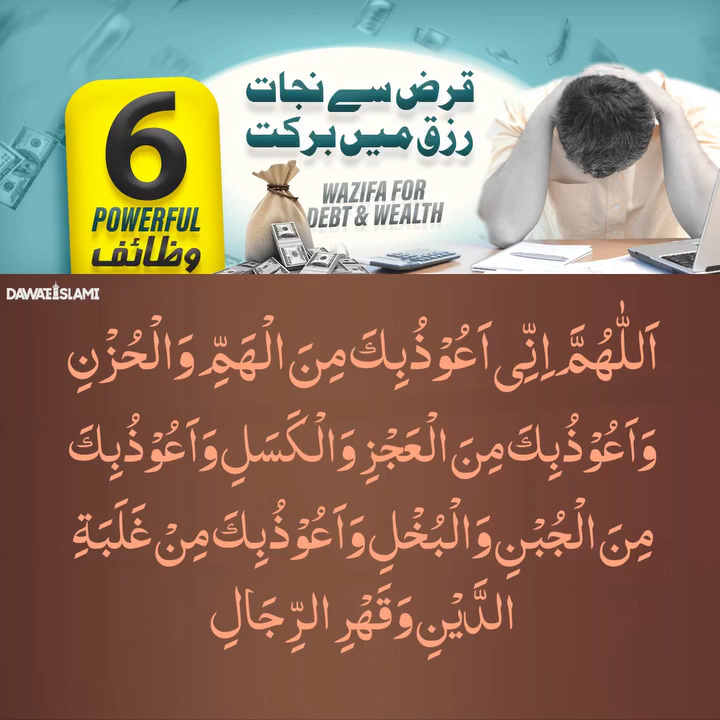 6
POWERFUL
وظائف
قرض سے نجات
رزق میں برکت
WAZIFA FOR
DEBT & WEALTH
DAWATEISLAMI
اَللّٰهُمَّ اِنِّی اَعُوْذُبِكَ مِنَ الْهَمِّ وَالْحُزْنِ
وَاَعُوْذُبِكَ مِنَ الْعَجْزِ وَالْكَسَلِ وَاَعُوْذُبِكَ
مِنَ الْجُبْنِ وَالْبُخْلِ وَاَعُوْذُبِكَ مِنْ غَلَبَةِ
الدَّيْنِ وَقَهْرِ الرِّجَالِ